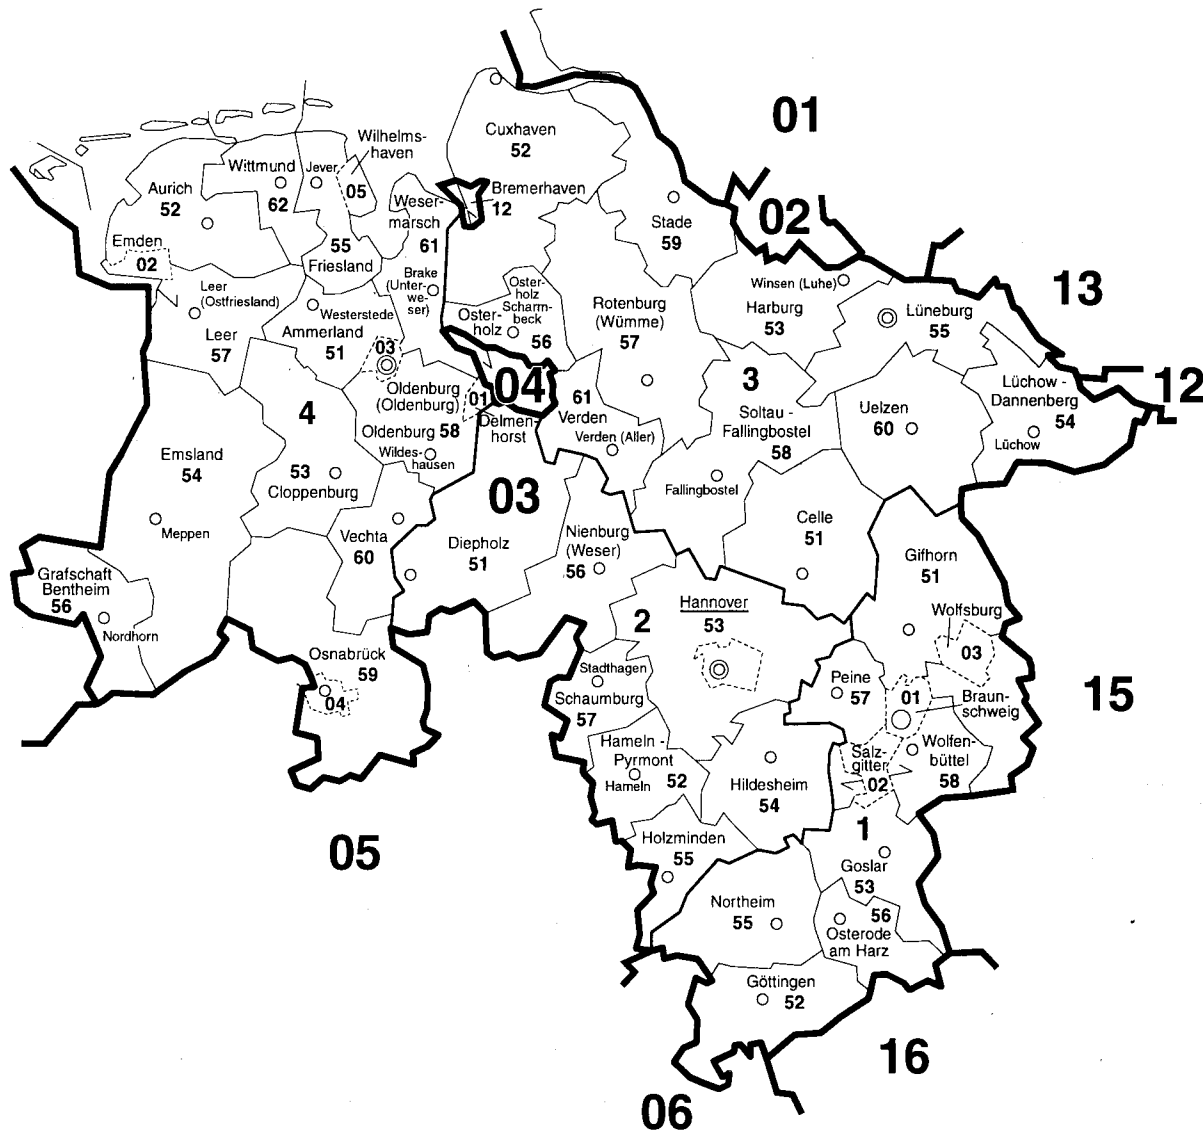 01
Wilhelms-
haven
Cuxhaven
52
Wittmund
Jever
Aurich
52
62
05
Bremerhaven
12
Weser-
marsch
61
02
Stade
59
Emden
02
55
Friesland
13
Leer
(Ostfriesland)
Brake
(Unter-
we-
ser)
Osterholz
Scharm-
beck
Oster-
holz
56
Rotenburg
(Wümme)
57
Winsen (Luhe)
Harburg
53
Lüneburg
55
Westerstede
Ammerland
51
Leer
57
03
Oldenburg
(Oldenburg)
01
04
Delmen-
horst
61
Verden
Verden (Aller)
3
Soltau -
Fallingbostel
58
Fallingbostel
Uelzen
60
Lüchow -
Dannenberg
54
Lüchow
12
4
Oldenburg
58
Wildes-
hausen
Emsland
54
Meppen
53
Cloppenburg
03
Vechta
60
Diepholz
51
Nienburg
(Weser)
56
Celle
51
Gifhorn
51
Grafschaft
Bentheim
56
Nordhorn
2
Hannover
53
Wolfsburg
03
Osnabrück
59
04
Stadthagen
Schaumburg
57
Peine
57
01
Braun-
schweig
15
Hameln -
Pyrmont
52
Hameln
Hildesheim
54
Salz-
gitter
02
Wolfen-
büttel
58
05
Holzminden
55
1
Goslar
53
Northeim
55
56
Osterode
am Harz
Göttingen
52
16
06